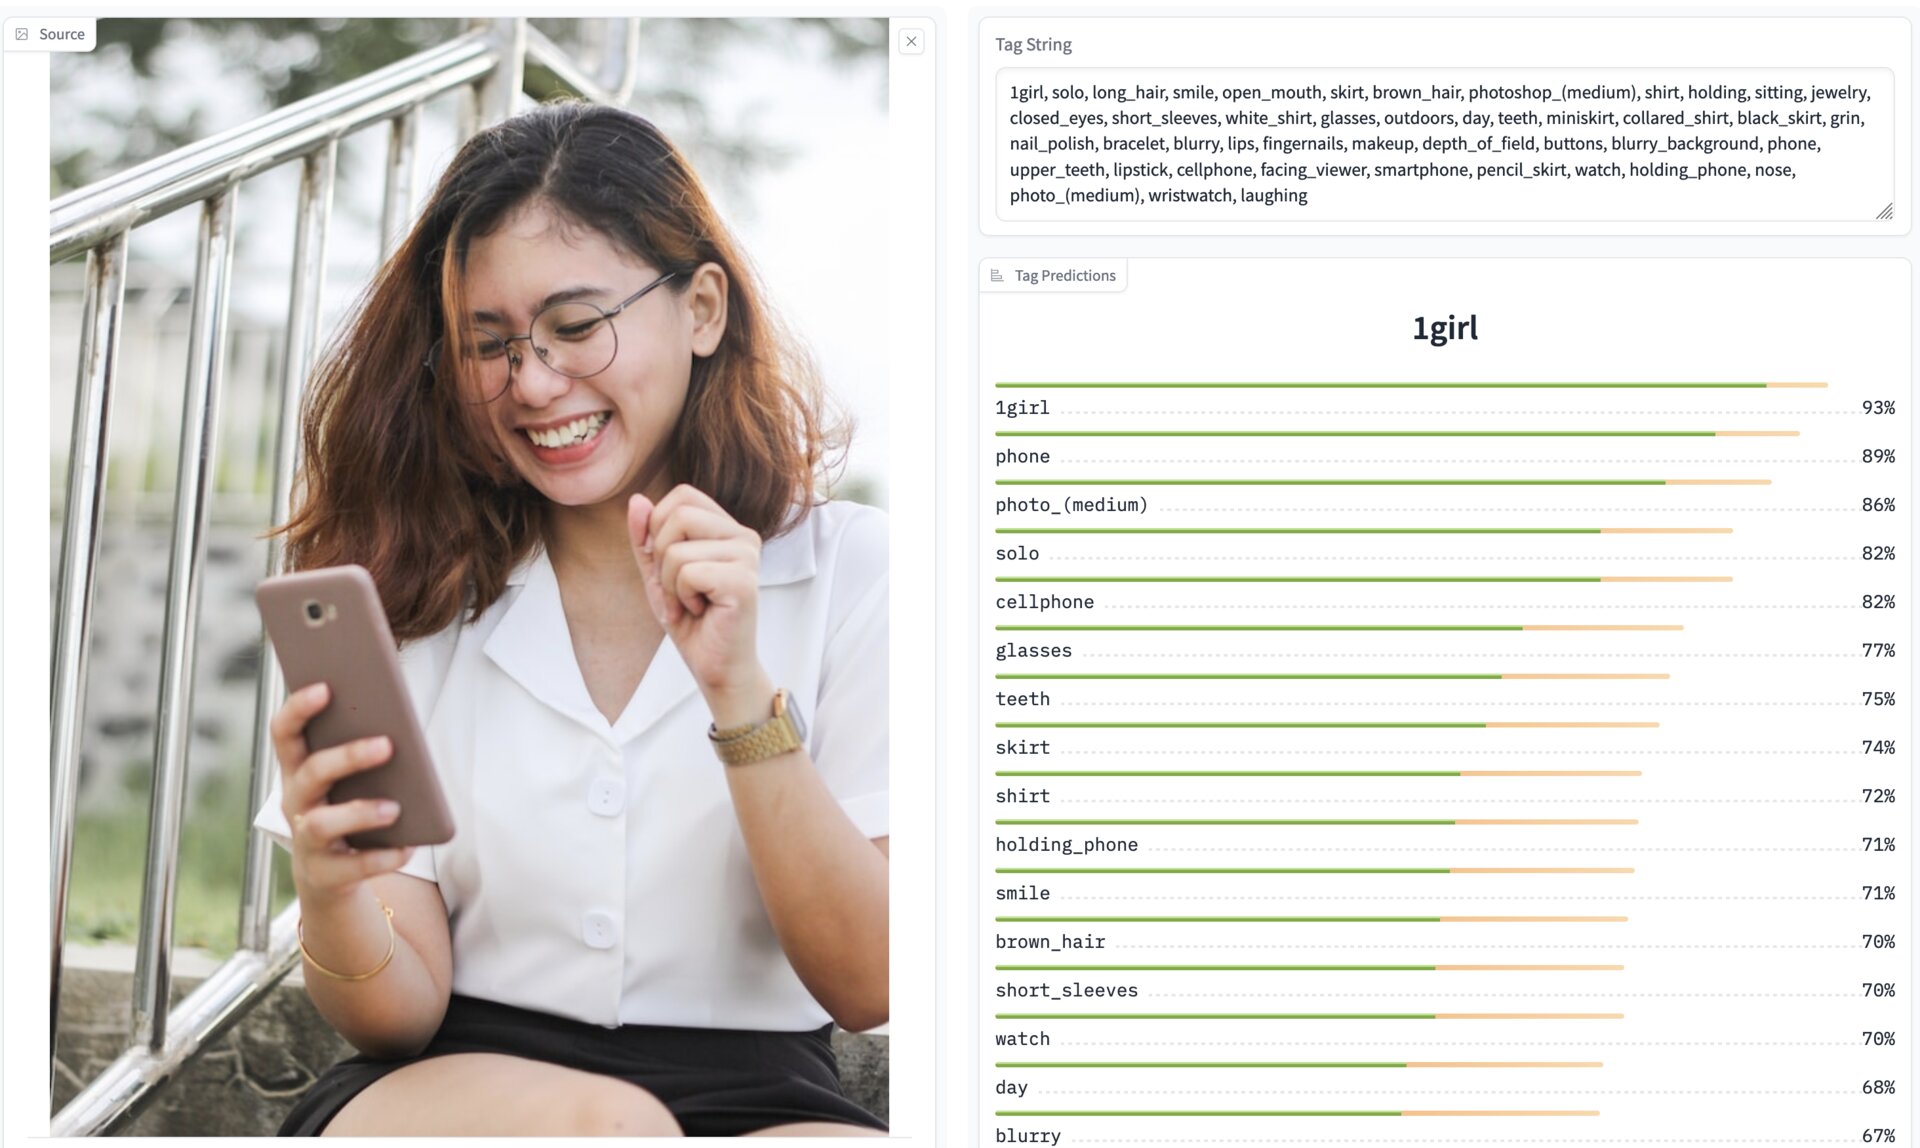 Source
Tag String
1girl, solo, long_hair, smile, open_mouth, skirt, brown_hair, photoshop_(medium), shirt, holding, sitting, jewelry,
closed_eyes, short_sleeves, white_shirt, glasses, outdoors, day, teeth, miniskirt, collared_shirt, black_skirt, grin,
nail_polish, bracelet, blurry, lips, fingernails, makeup, depth_of_field, buttons, blurry_background, phone,
upper_teeth, lipstick, cellphone, facing_viewer, smartphone, pencil_skirt, watch, holding_phone, nose,
photo_(medium), wristwatch, laughing
Tag Predictions
1girl
1girl 93%
phone 89%
photo_(medium) 86%
solo 82%
cellphone 82%
glasses 77%
teeth 75%
skirt 74%
shirt 72%
holding_phone 71%
smile 71%
brown_hair 70%
short_sleeves 70%
watch 70%
day 68%
blurry 67%